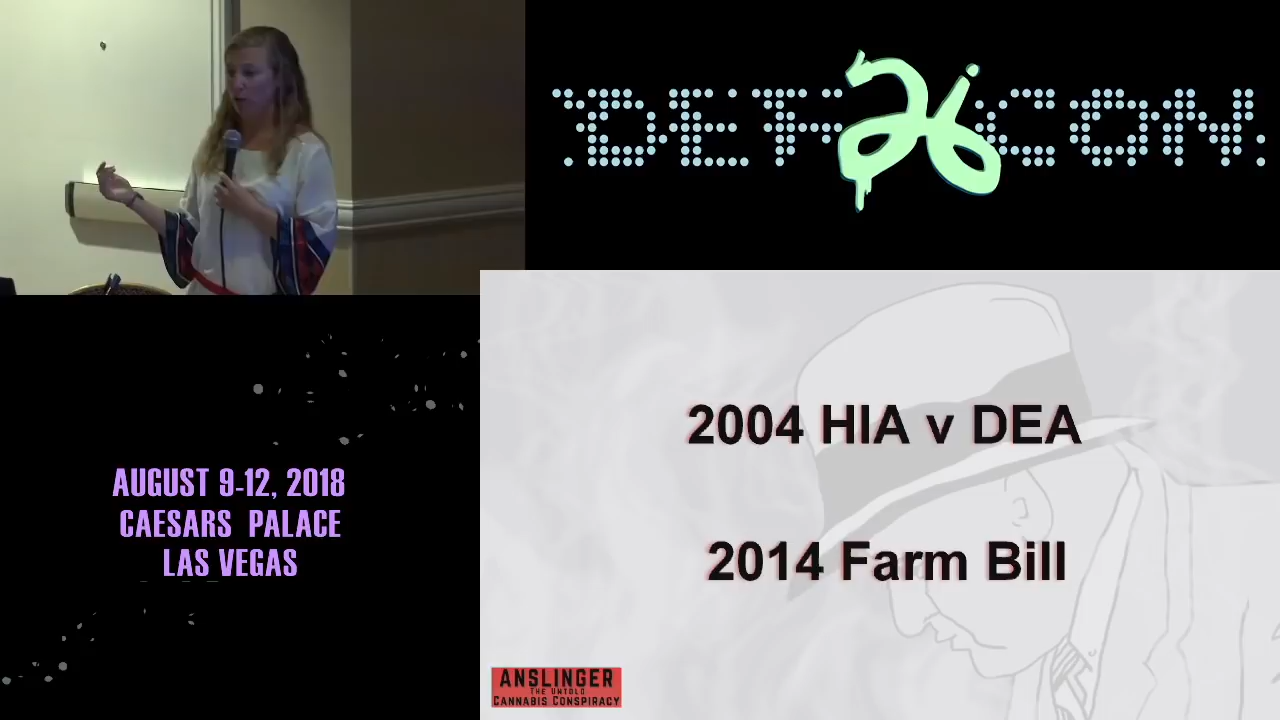 DEF 26 CON
2004 HIA v DEA
2014 Farm Bill
AUGUST 9-12, 2018
CAESARS PALACE
LAS VEGAS
ANSLINGER
THE UNTOLD
CANNABIS CONSPIRACY